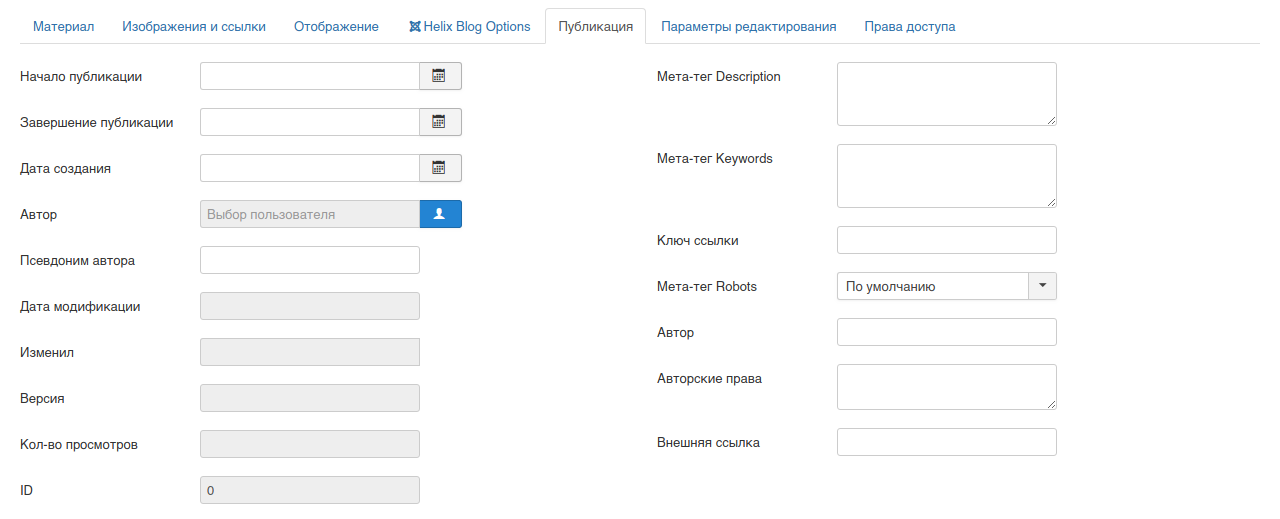 Материал Изображения и ссылки Отображение Helix Blog Options Публикация Параметры редактирования Права доступа
Начало публикации
Завершение публикации
Дата создания
Автор Выбор пользователя
Псевдоним автора
Дата модификации
Изменил
Версия
Кол-во просмотров
ID 0
Мета-тег Description
Мета-тег Keywords
Ключ ссылки
Мета-тег Robots По умолчанию
Автор
Авторские права
Внешняя ссылка